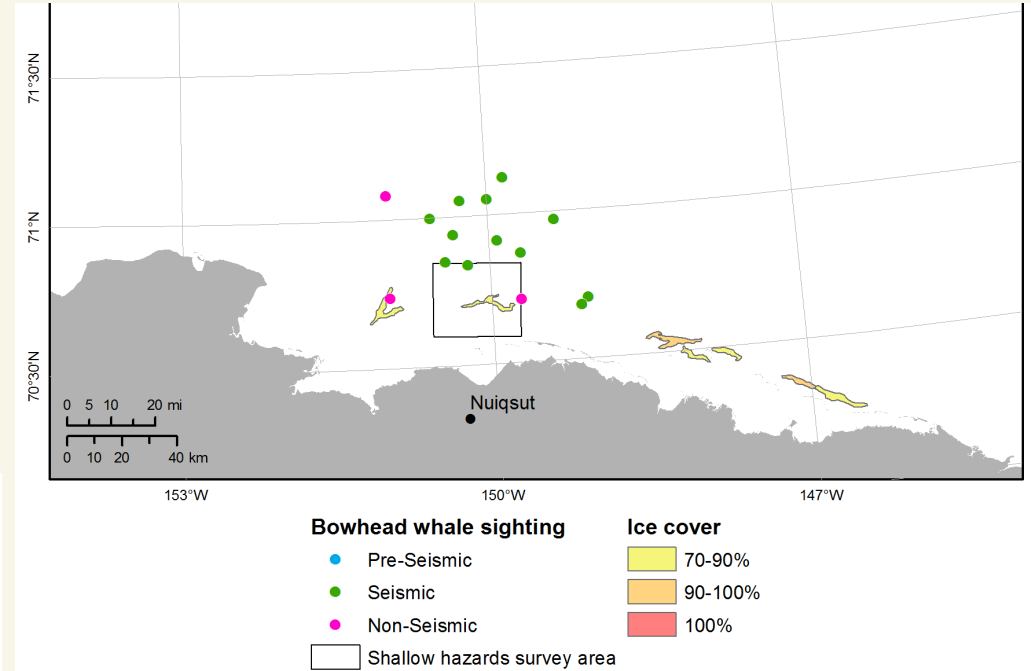 71°30'N
71°N
70°30'N
Nuiqsut
0 5 10 20 mi
0 10 20 40 km
153°W 150°W 147°W
Bowhead whale sighting
Pre-Seismic
Seismic
Non-Seismic
Shallow hazards survey area
Ice cover
70-90%
90-100%
100%